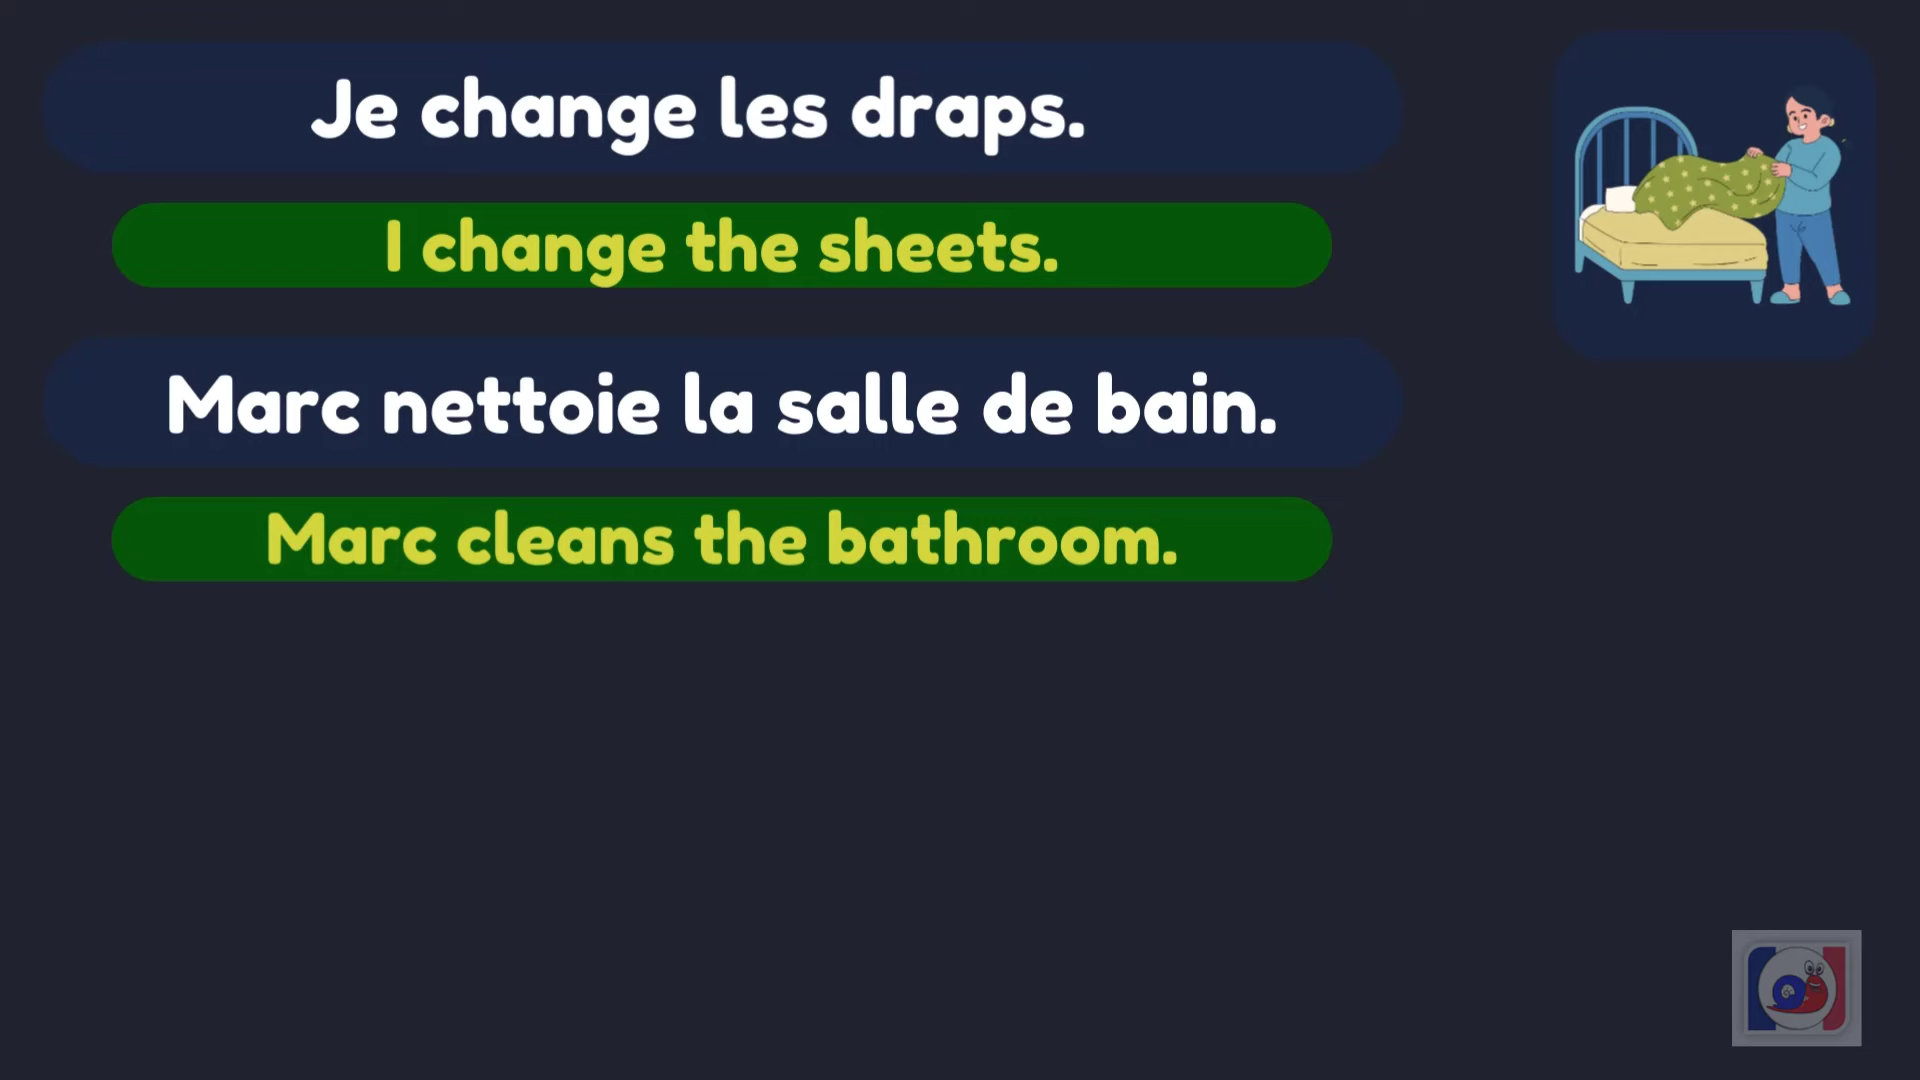 Je change les draps.
I change the sheets.
Marc nettoie la salle de bain.
Marc cleans the bathroom.